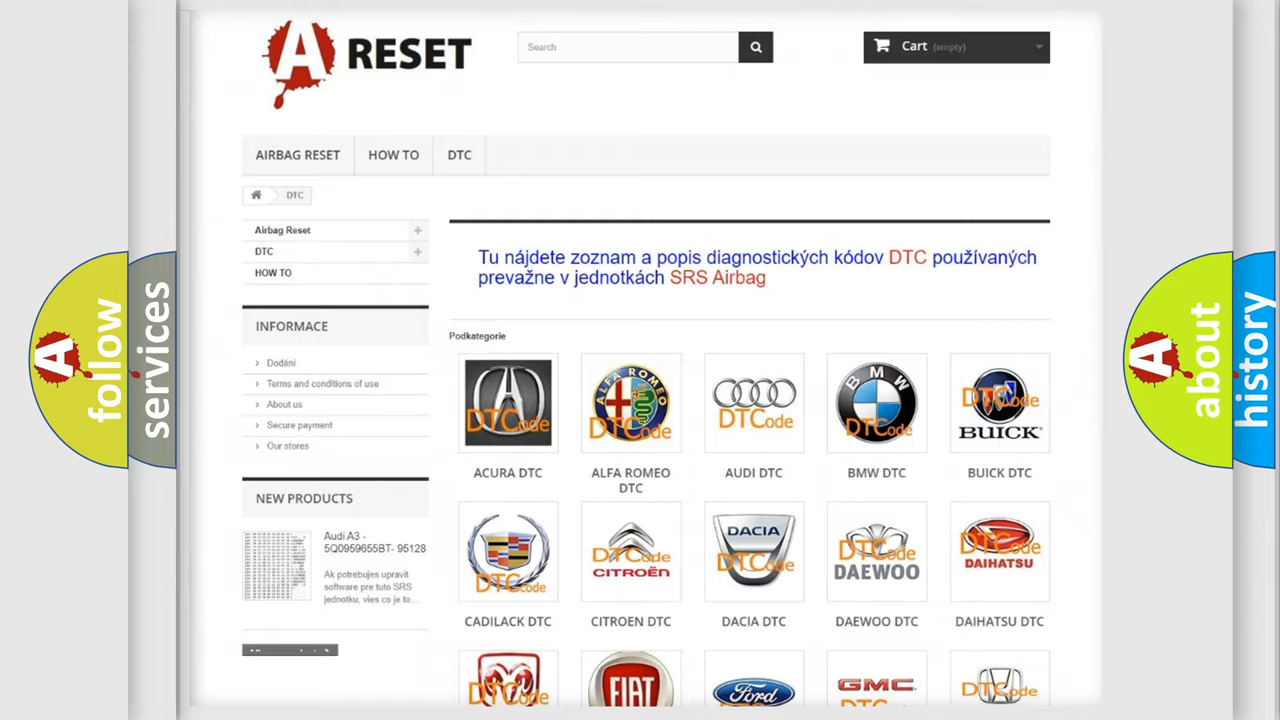 A RESET
Search
Cart (empty)
AIRBAG RESET
HOW TO
DTC
DTC
Airbag Reset
DTC
HOW TO
INFORMACE
Dodání
Terms and conditions of use
About us
Secure payment
Our stores
NEW PRODUCTS
Audi A3 -
5Q0959655BT- 95128
Ak potrebujes upravit
software pre tuto SRS
jednotku, vies co je to...
Tu nájdete zoznam a popis diagnostických kódov DTC používaných
prevažne v jednotkách SRS Airbag
Podkategorie
DTCode
ALFA ROMEO
DTCode
DTCode
BMW
DTCode
DTCode
BUICK
ACURA DTC
ALFA ROMEO
DTC
AUDI DTC
BMW DTC
BUICK DTC
DTCode
DTCode
CITROËN
DACIA
DTCode
DTCode
DAEWOO
DTCode
DAIHATSU
CADILACK DTC
CITROEN DTC
DACIA DTC
DAEWOO DTC
DAIHATSU DTC
DTCode
FIAT
Ford
GMC
DTCode
A follow
services
A about
history